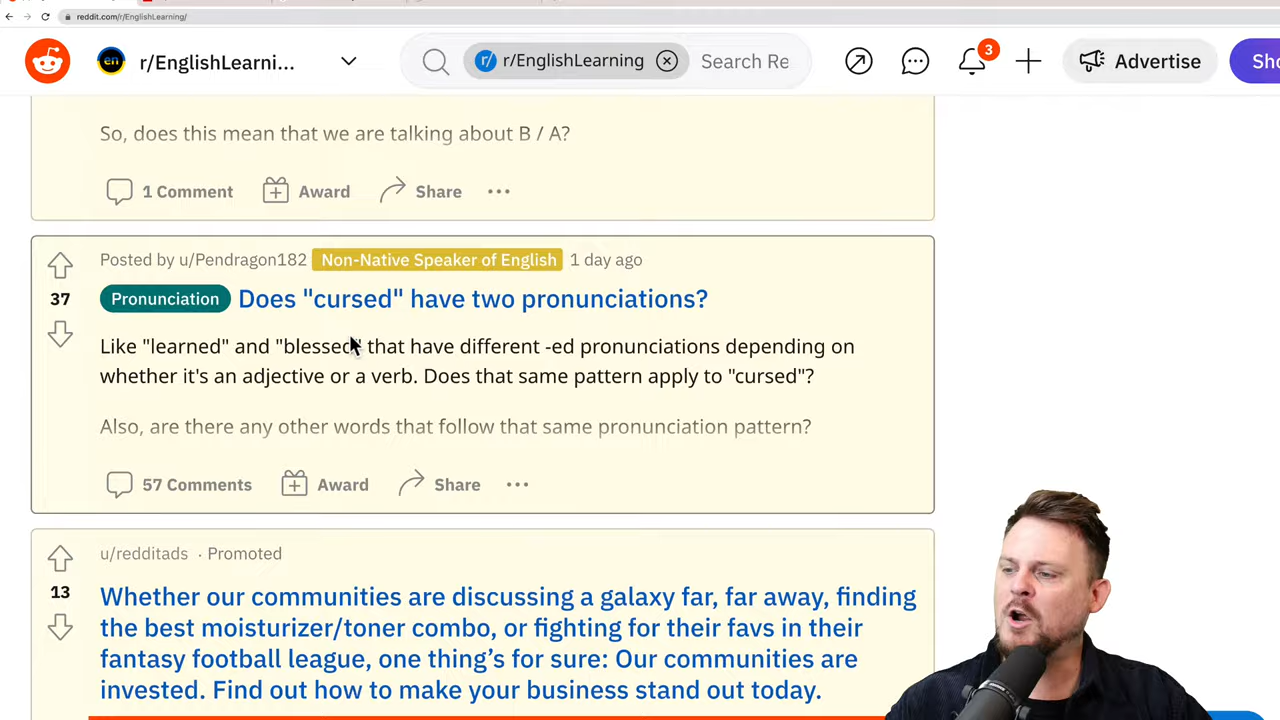 reddit.com/r/EnglishLearning/
en r/EnglishLearni... r/ r/EnglishLearning Search Re 3 Advertise Sho
So, does this mean that we are talking about B / A?
1 Comment Award Share
Posted by u/Pendragon182 Non-Native Speaker of English 1 day ago
37
Pronunciation Does "cursed" have two pronunciations?
Like "learned" and "blessed" that have different -ed pronunciations depending on
whether it's an adjective or a verb. Does that same pattern apply to "cursed"?
Also, are there any other words that follow that same pronunciation pattern?
57 Comments Award Share
u/redditads · Promoted
13
Whether our communities are discussing a galaxy far, far away, finding
the best moisturizer/toner combo, or fighting for their favs in their
fantasy football league, one thing's for sure: Our communities are
invested. Find out how to make your business stand out today.